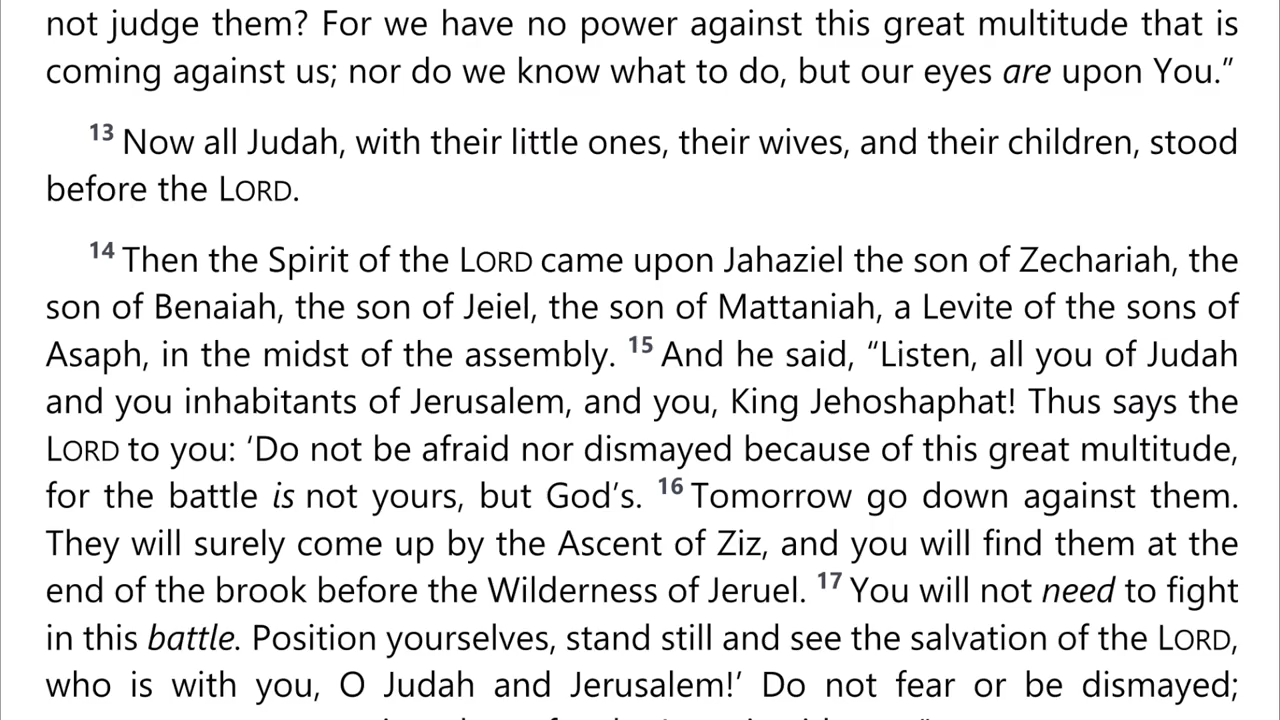 not judge them? For we have no power against this great multitude that is
coming against us; nor do we know what to do, but our eyes are upon You.”
13 Now all Judah, with their little ones, their wives, and their children, stood
before the LORD.
14 Then the Spirit of the LORD came upon Jahaziel the son of Zechariah, the
son of Benaiah, the son of Jeiel, the son of Mattaniah, a Levite of the sons of
Asaph, in the midst of the assembly. 15 And he said, “Listen, all you of Judah
and you inhabitants of Jerusalem, and you, King Jehoshaphat! Thus says the
LORD to you: ‘Do not be afraid nor dismayed because of this great multitude,
for the battle is not yours, but God’s. 16 Tomorrow go down against them.
They will surely come up by the Ascent of Ziz, and you will find them at the
end of the brook before the Wilderness of Jeruel. 17 You will not need to fight
in this battle. Position yourselves, stand still and see the salvation of the LORD,
who is with you, O Judah and Jerusalem!’ Do not fear or be dismayed;